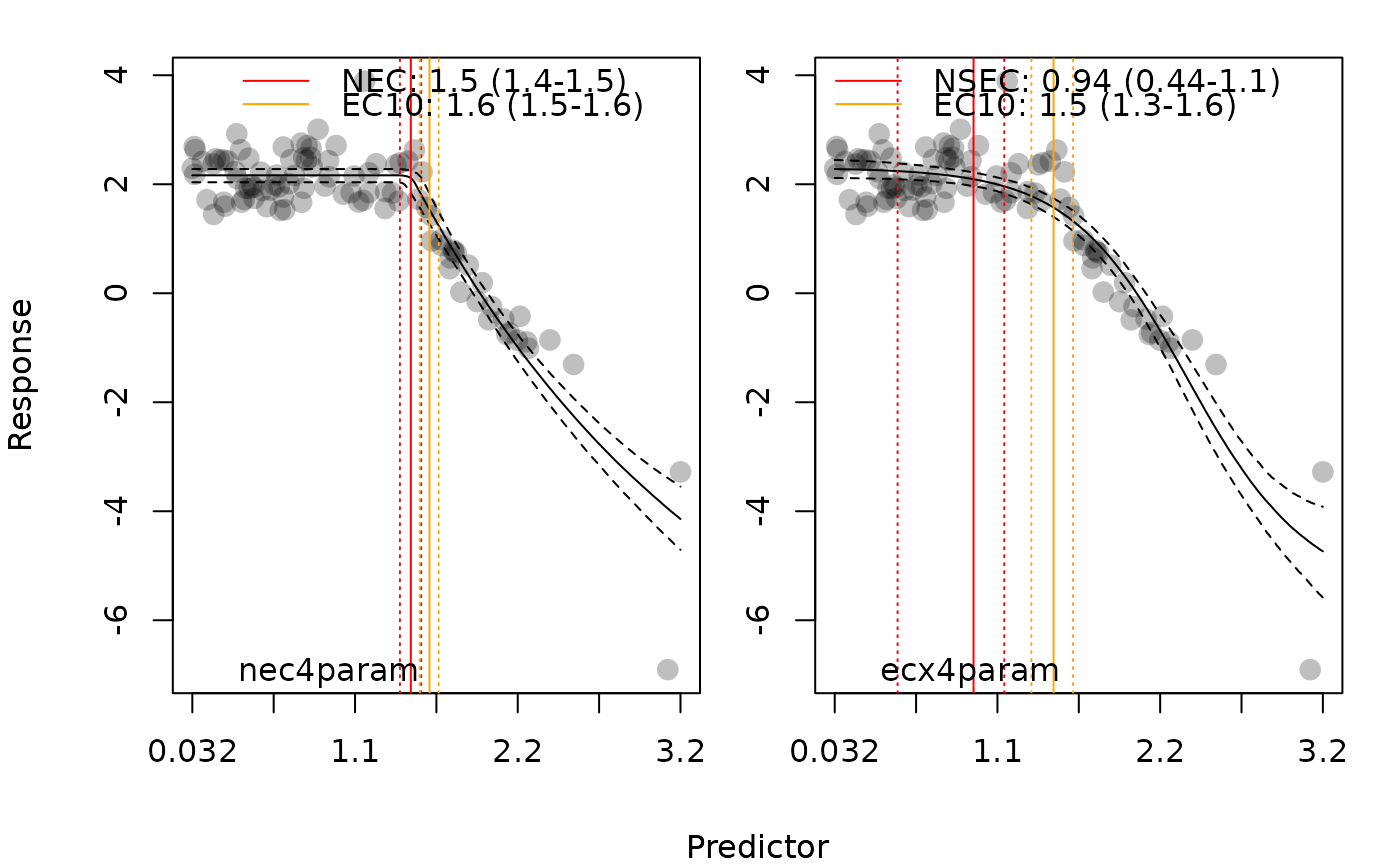 NEC: 1.5 (1.4-1.5)
EC10: 1.6 (1.5-1.6)
NSEC: 0.94 (0.44-1.1)
EC10: 1.5 (1.3-1.6)
4
2
0
-2
-4
-6
4
2
0
-2
-4
-6
Response
nec4param
ecx4param
0.032 1.1 2.2 3.2
0.032 1.1 2.2 3.2
Predictor